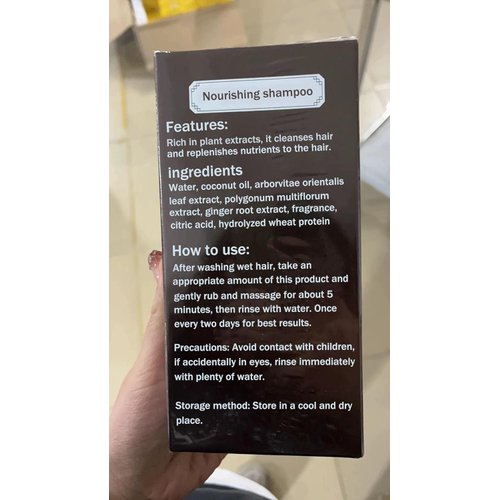 Nourishing shampoo
Features:
Rich in plant extracts, it cleanses hair
and replenishes nutrients to the hair.
ingredients
Water, coconut oil, arborvitae orientalis
leaf extract, polygonum multiflorum
extract, ginger root extract, fragrance,
citric acid, hydrolyzed wheat protein
How to use:
After washing wet hair, take an
appropriate amount of this product and
gently rub and massage for about 5
minutes, then rinse with water. Once
every two days for best results.
Precautions: Avoid contact with children,
if accidentally in eyes, rinse immediately
with plenty of water.
Storage method: Store in a cool and dry
place.